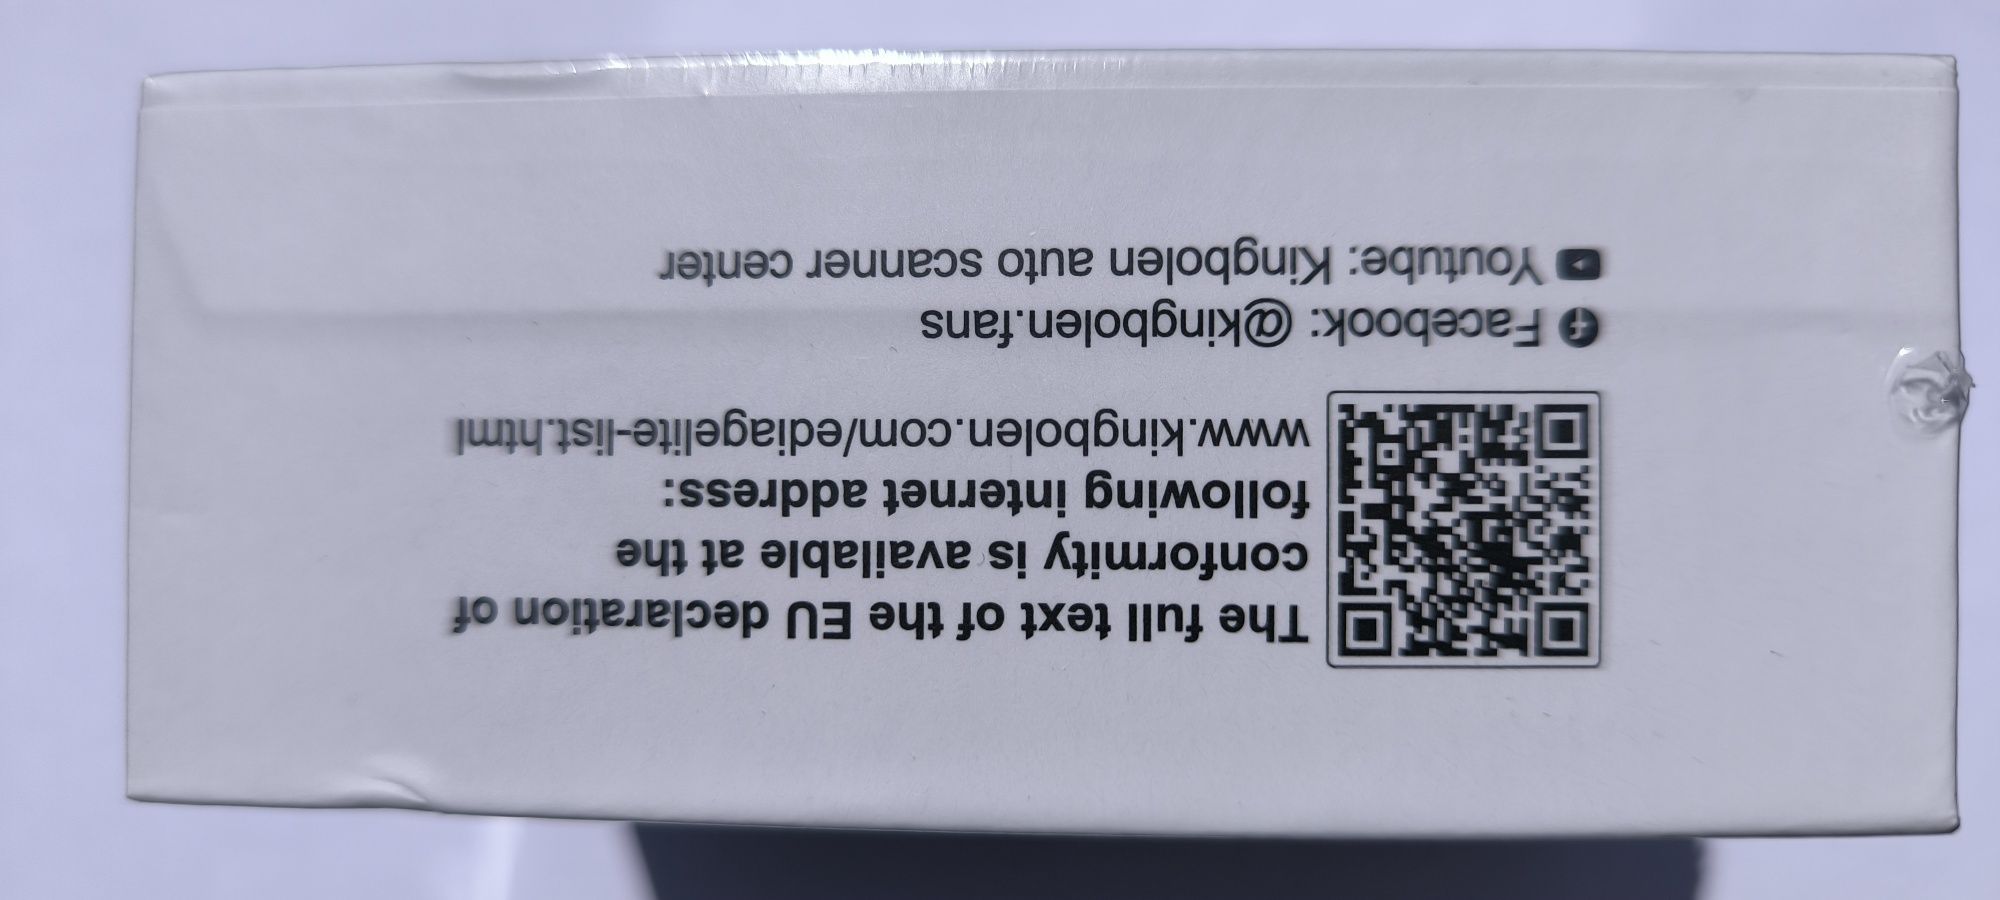 The full text of the EU declaration of
conformity is available at the
following internet address:
www.kingbolen.com/ediagelite-list.html
Facebook: @kingbolen.fans
Youtube: Kingbolen auto scanner center